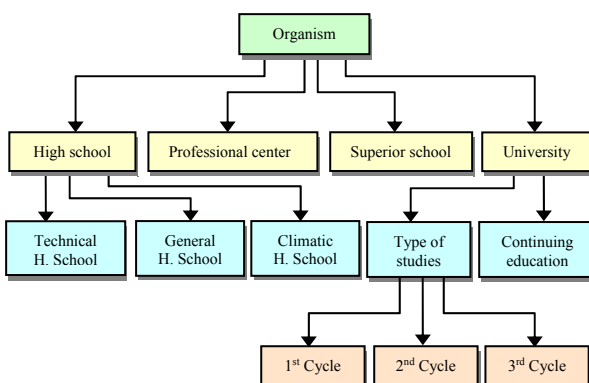 Organism
High school
Professional center
Superior school
University
Technical
H. School
General
H. School
Climatic
H. School
Type of
studies
Continuing
education
1st Cycle
2nd Cycle
3rd Cycle